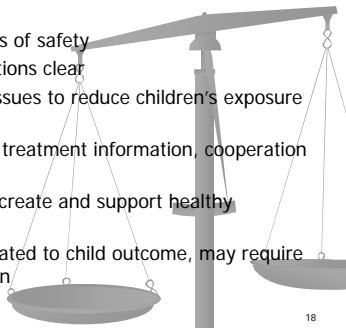 s of safety
tions clear
ssues to reduce children's exposure
treatment information, cooperation
create and support healthy
ated to child outcome, may require
n
18